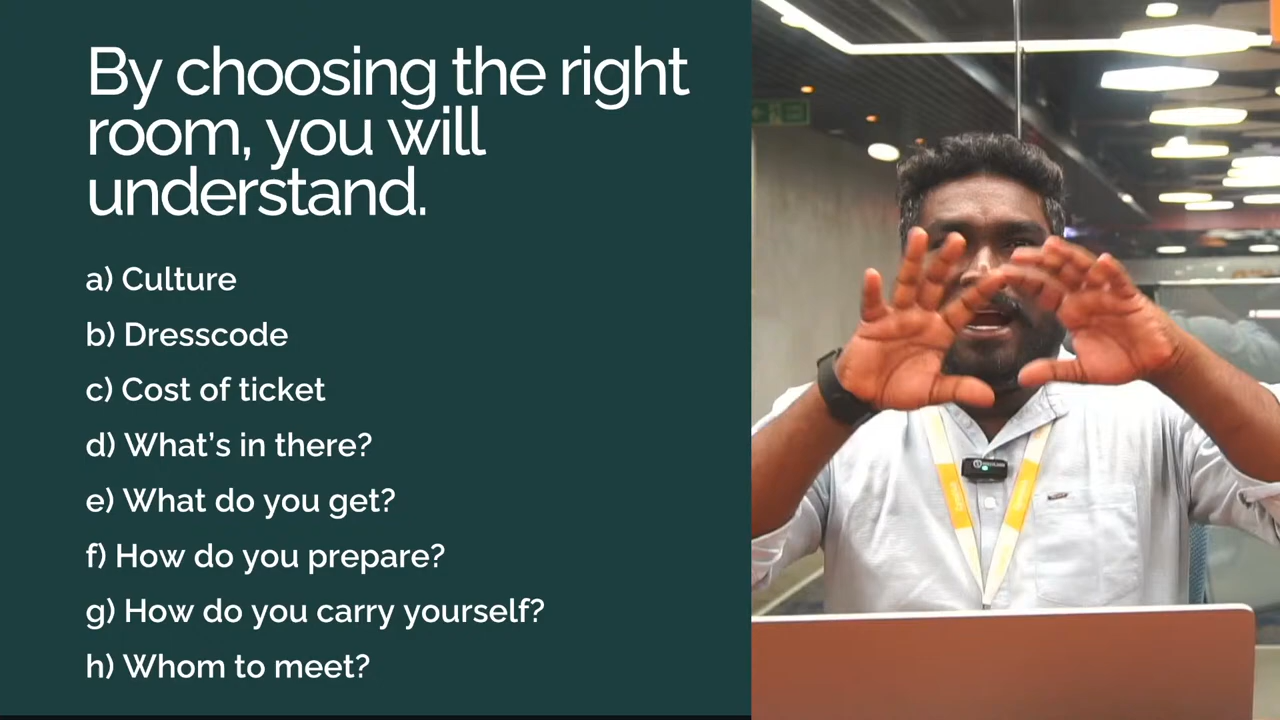 By choosing the right
room, you will
understand.
a) Culture
b) Dresscode
c) Cost of ticket
d) What's in there?
e) What do you get?
f) How do you prepare?
g) How do you carry yourself?
h) Whom to meet?